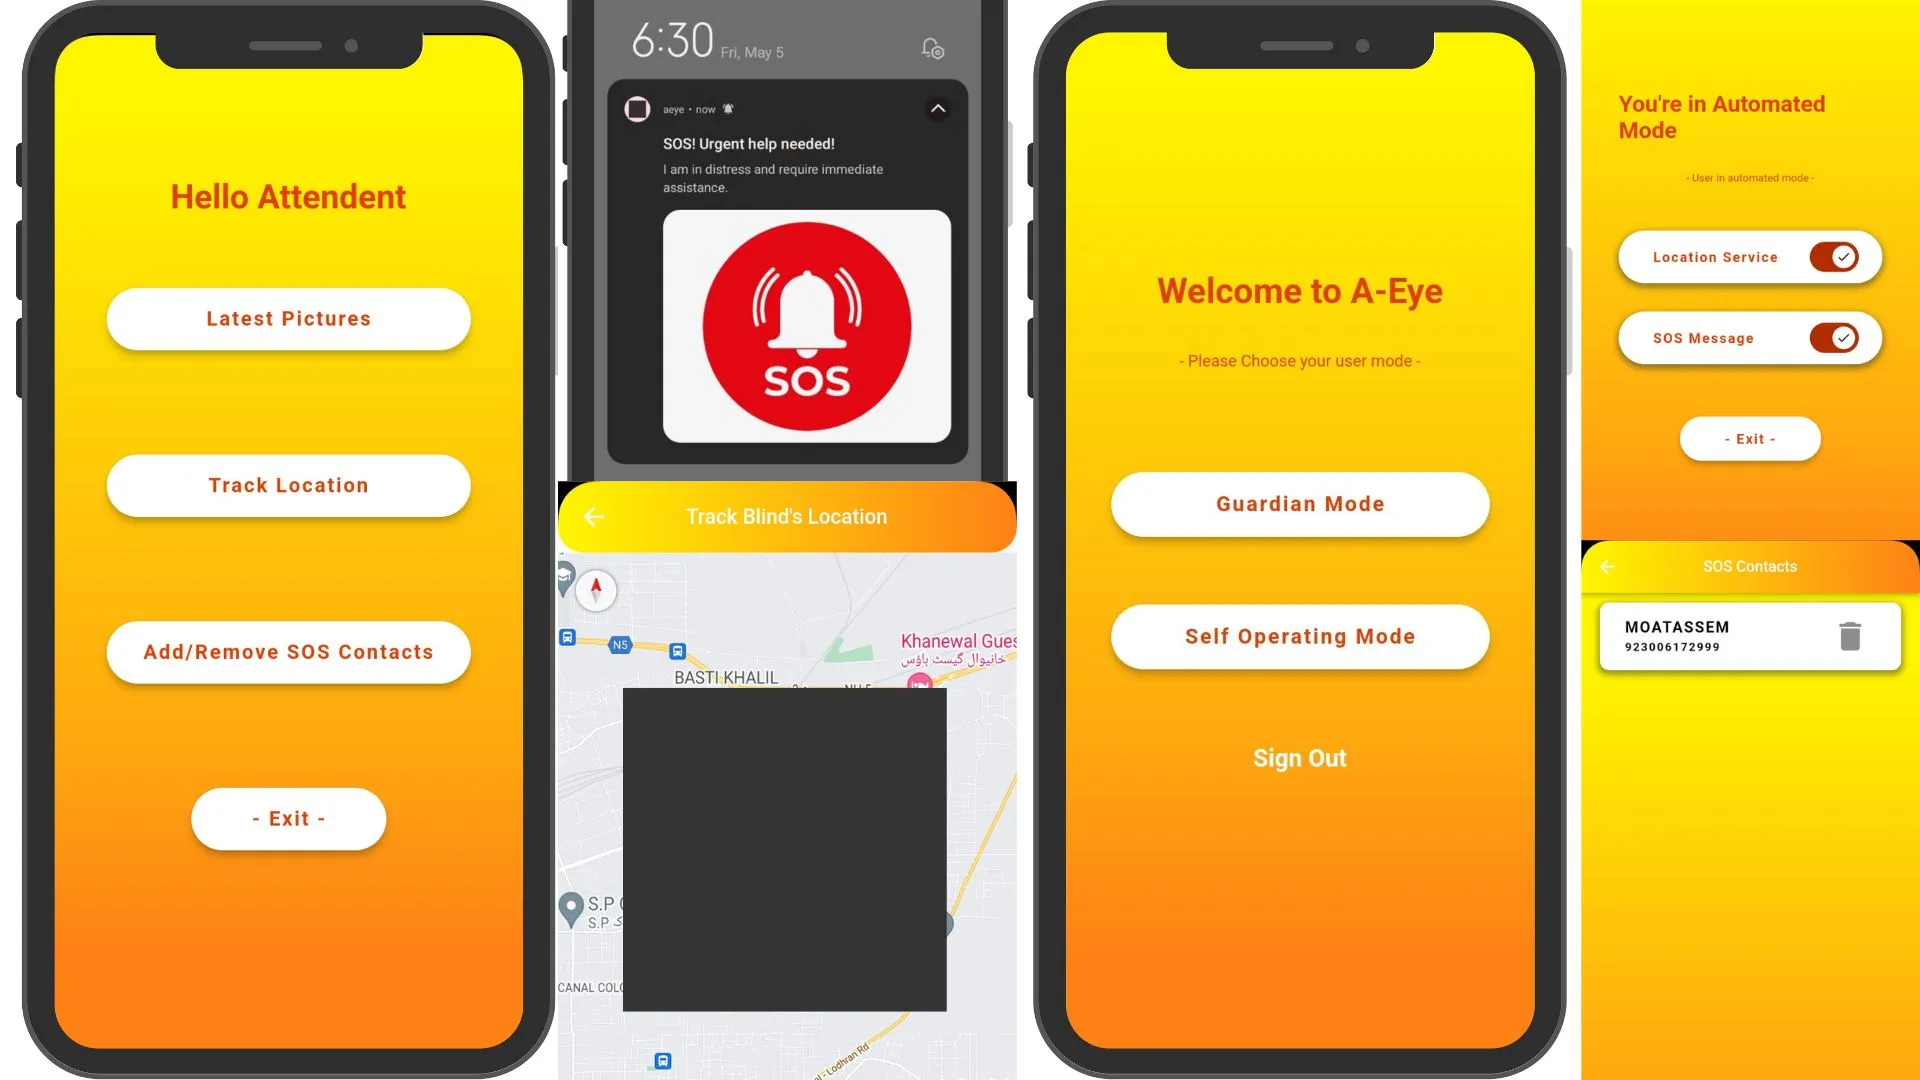 Hello Attendent
Latest Pictures
Track Location
Add/Remove SOS Contacts
- Exit -
6:30 Fri, May 5
aeye • now
SOS! Urgent help needed!
I am in distress and require immediate
assistance.
SOS
Track Blind's Location
N5
Khanewal Gues
خانیوال گیسٹ ہاؤس
BASTI KHALIL
S.P
S.P
CANAL COLO
Lodhran Rd
Welcome to A-Eye
- Please Choose your user mode -
Guardian Mode
Self Operating Mode
Sign Out
You're in Automated
Mode
- User in automated mode -
Location Service
SOS Message
- Exit -
SOS Contacts
MOATASSEM
923006172999